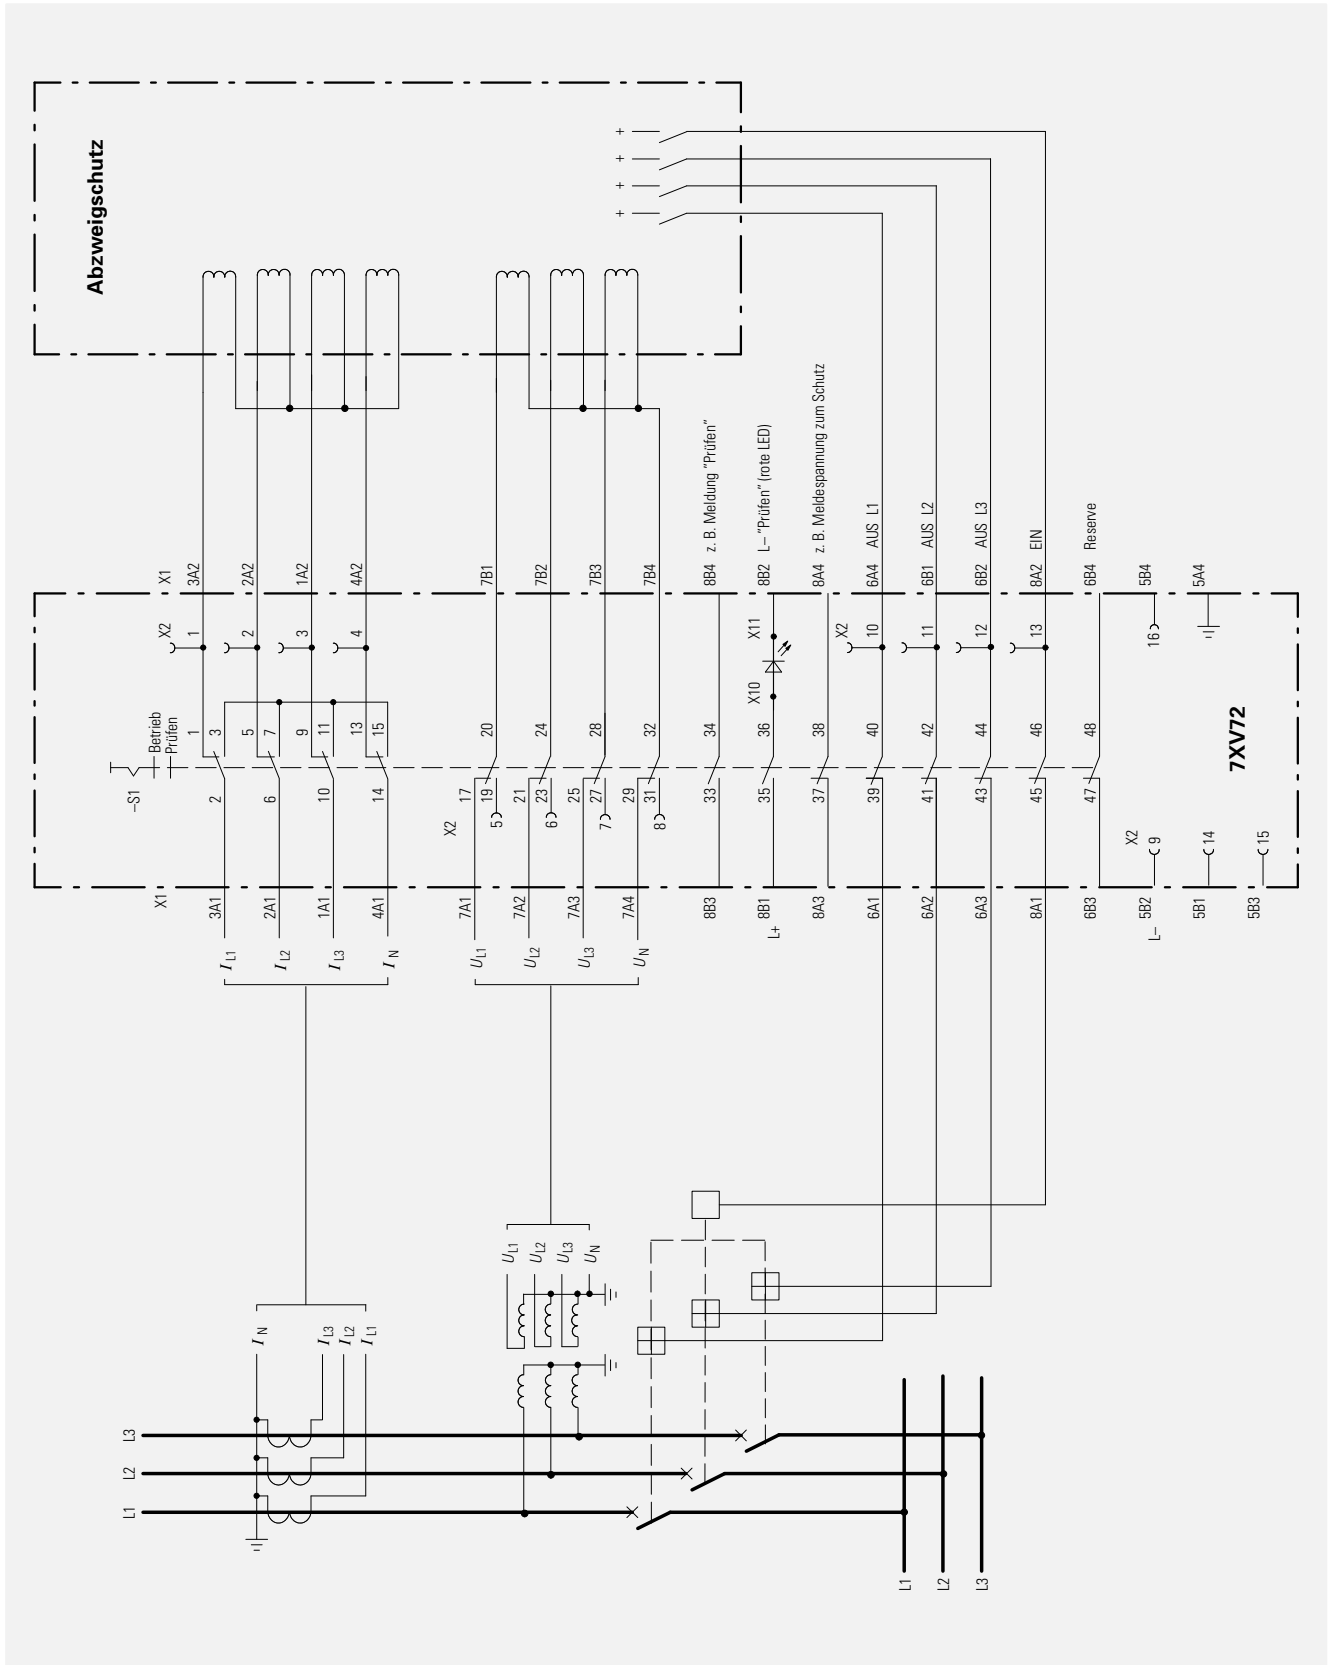 Abzweigschutz
+
+
+
+
X1
3A2
2A2
1A2
4A2
7B1
7B2
7B3
7B4
8B4 z. B. Meldung "Prüfen"
8B2 L– "Prüfen" (rote LED)
8A4 z. B. Meldespannung zum Schutz
6A4 AUS L1
6B1 AUS L2
6B2 AUS L3
8A2 EIN
6B4 Reserve
5B4
5A4
X2
1
2
3
4
X11
X10
X2
10
11
12
13
16
–S1
Betrieb
Prüfen
1
3
5
7
9
11
13
15
20
24
28
32
34
36
38
40
42
44
46
48
7XV72
2
6
10
14
17
19
21
23
25
27
29
31
33
35
37
39
41
43
45
47
X2
5
6
7
8
X2
9
14
15
X1
3A1
2A1
1A1
4A1
7A1
7A2
7A3
7A4
8B3
8B1
8A3
6A1
6A2
6A3
8A1
6B3
5B2
5B1
5B3
I L1
I L2
I L3
I N
U L1
U L2
U L3
U N
L+
L–
U L1
U L2
U L3
U N
I N
I L3
I L2
I L1
L3
L2
L1
L1
L2
L3